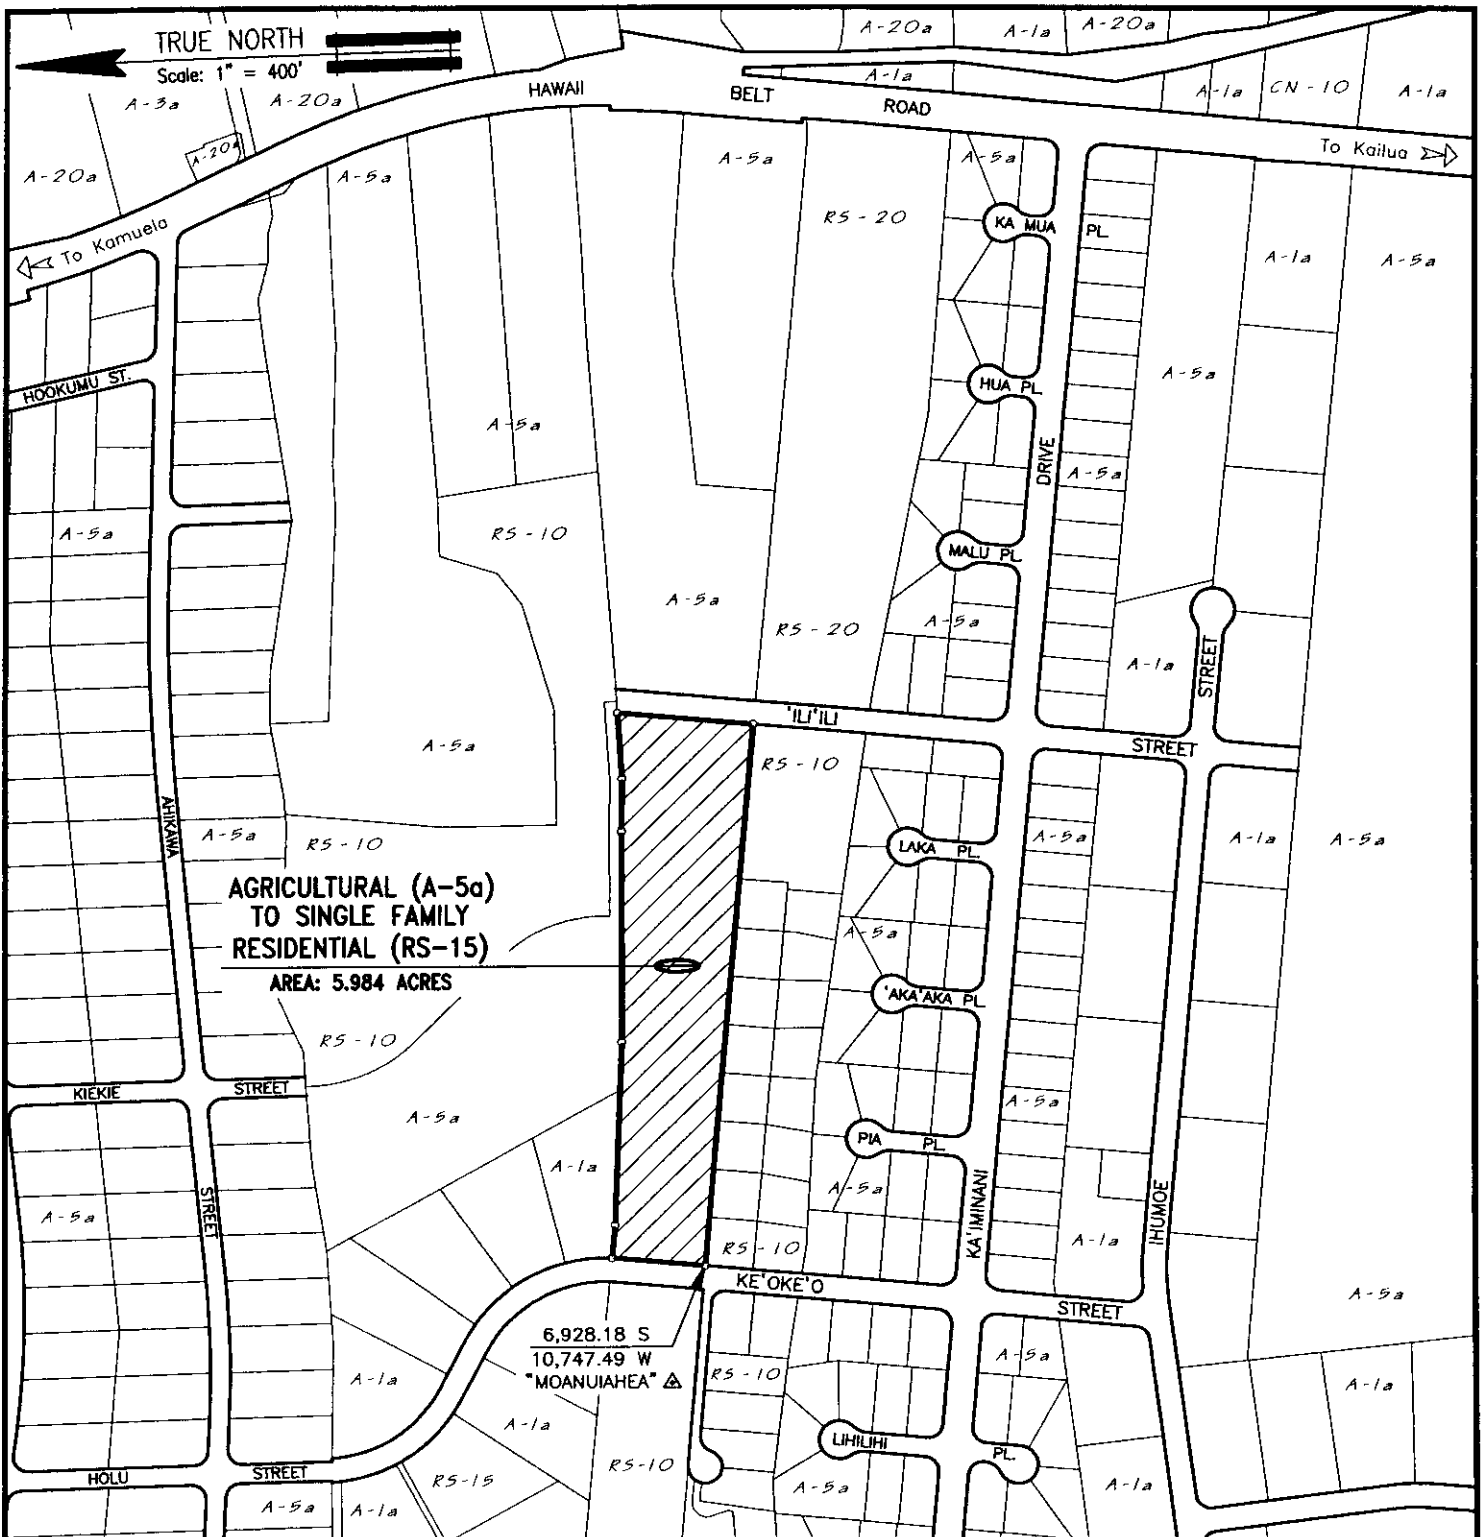 TRUE NORTH
Scale: 1" = 400'
A-20a
A-1a
A-20a
A-3a
A-20a
HAWAII
BELT
ROAD
A-1a
A-1a
CN-10
A-1a
A-20a
A-20a
A-5a
A-5a
A-5a
To Kailua
To Kamuela
RS-20
KA MUA PL.
A-1a
A-5a
HOOKUMU ST.
HUA PL.
A-5a
A-5a
DRIVE
A-5a
A-5a
RS-10
MALU PL.
A-5a
RS-20
A-5a
A-1a
STREET
'ILI'ILI
STREET
A-5a
RS-10
AHIKAWA
A-5a
RS-10
LAKA PL.
A-5a
A-1a
A-5a
AGRICULTURAL (A-5a)
TO SINGLE FAMILY
RESIDENTIAL (RS-15)
AREA: 5.984 ACRES
A-5a
'AKA'AKA PL.
RS-10
KIEKIE
STREET
A-5a
A-5a
PIA PL.
A-1a
A-5a
A-5a
STREET
KA'IMINANI
IHUMOE
RS-10
A-1a
KE'OKE'O
STREET
A-5a
6,928.18 S
10,747.49 W
"MOANUIAHEA"
A-1a
RS-10
A-5a
A-1a
A-1a
LIHILIHI
PL.
HOLU
STREET
RS-15
RS-10
A-5a
A-1a
A-5a
A-1a